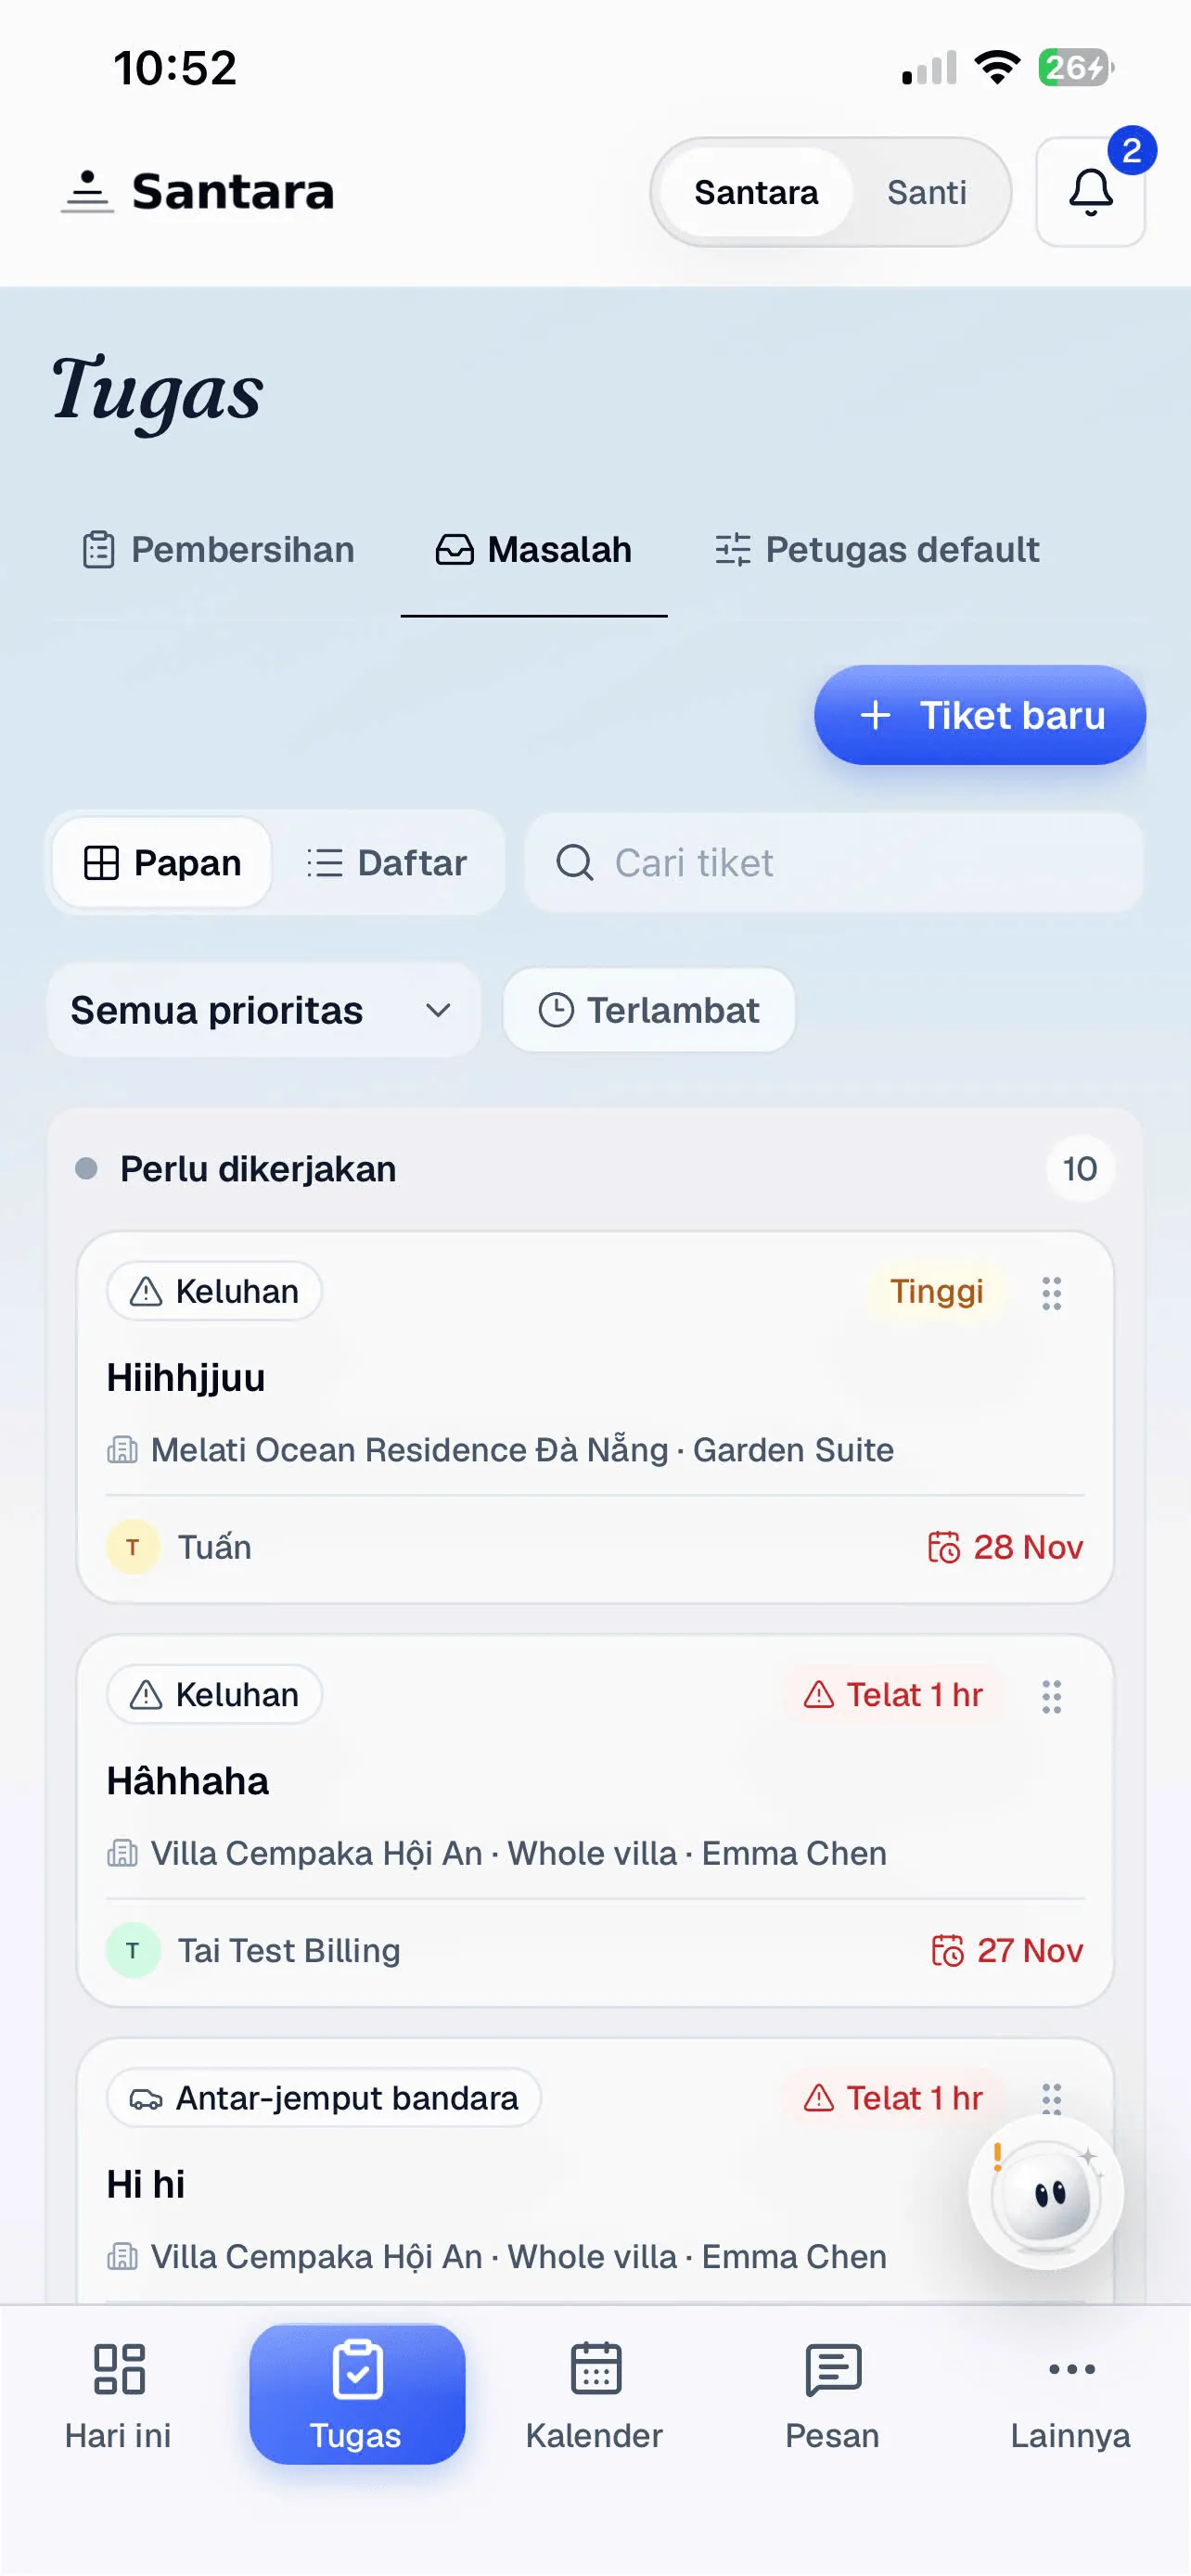 10:52
26
Santara
Santara
Santi
2
Tugas
Pembersihan
Masalah
Petugas default
+ Tiket baru
Papan
Daftar
Cari tiket
Semua prioritas
Terlambat
Perlu dikerjakan
10
Keluhan
Tinggi
Hiihhjjuu
Melati Ocean Residence Đà Nẵng · Garden Suite
T
Tuấn
28 Nov
Keluhan
Telat 1 hr
Hâhhaha
Villa Cempaka Hội An · Whole villa · Emma Chen
T
Tai Test Billing
27 Nov
Antar-jemput bandara
Telat 1 hr
Hi hi
Villa Cempaka Hội An · Whole villa · Emma Chen
Hari ini
Tugas
Kalender
Pesan
Lainnya